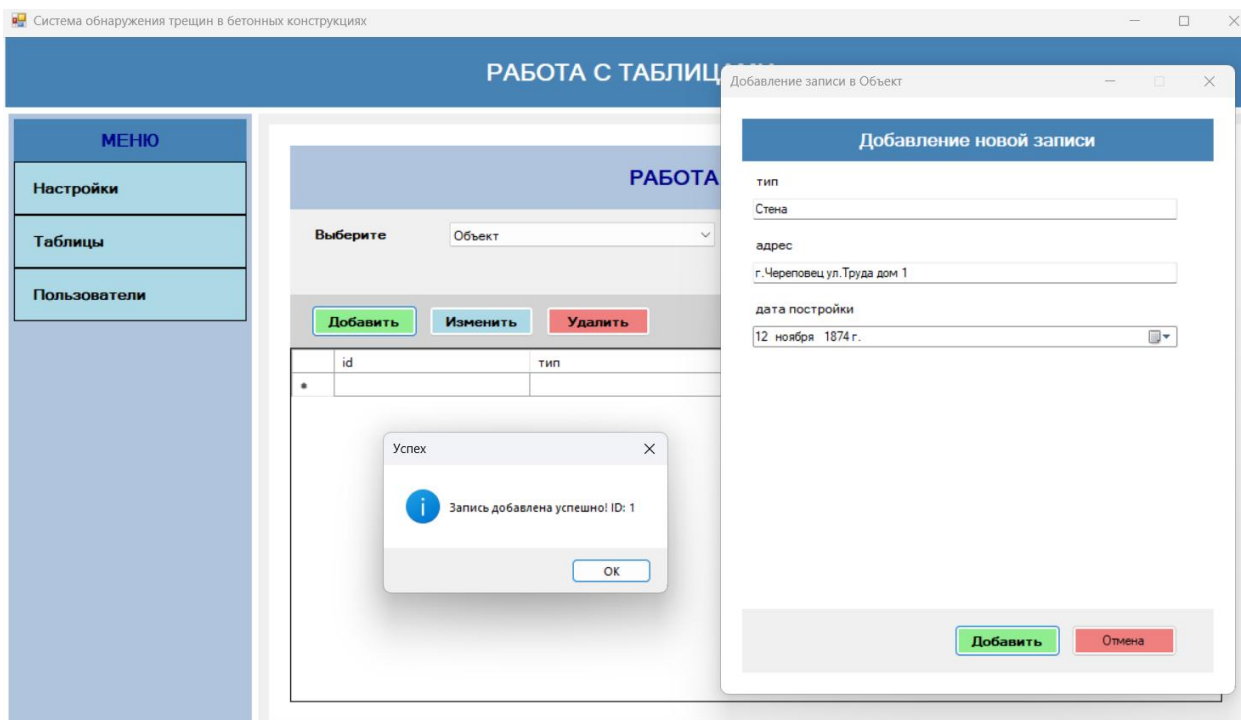 Система обнаружения трещин в бетонных конструкциях
РАБОТА С ТАБЛИЦ
МЕНЮ
Настройки
Таблицы
Пользователи
РАБОТА
Выберите
Объект
Добавить
Изменить
Удалить
id
тип
Успех
Запись добавлена успешно! ID: 1
OK
Добавление записи в Объект
Добавление новой записи
тип
Стена
адрес
г.Череповец ул.Труда дом 1
дата постройки
12 ноября 1874 г.
Добавить
Отмена